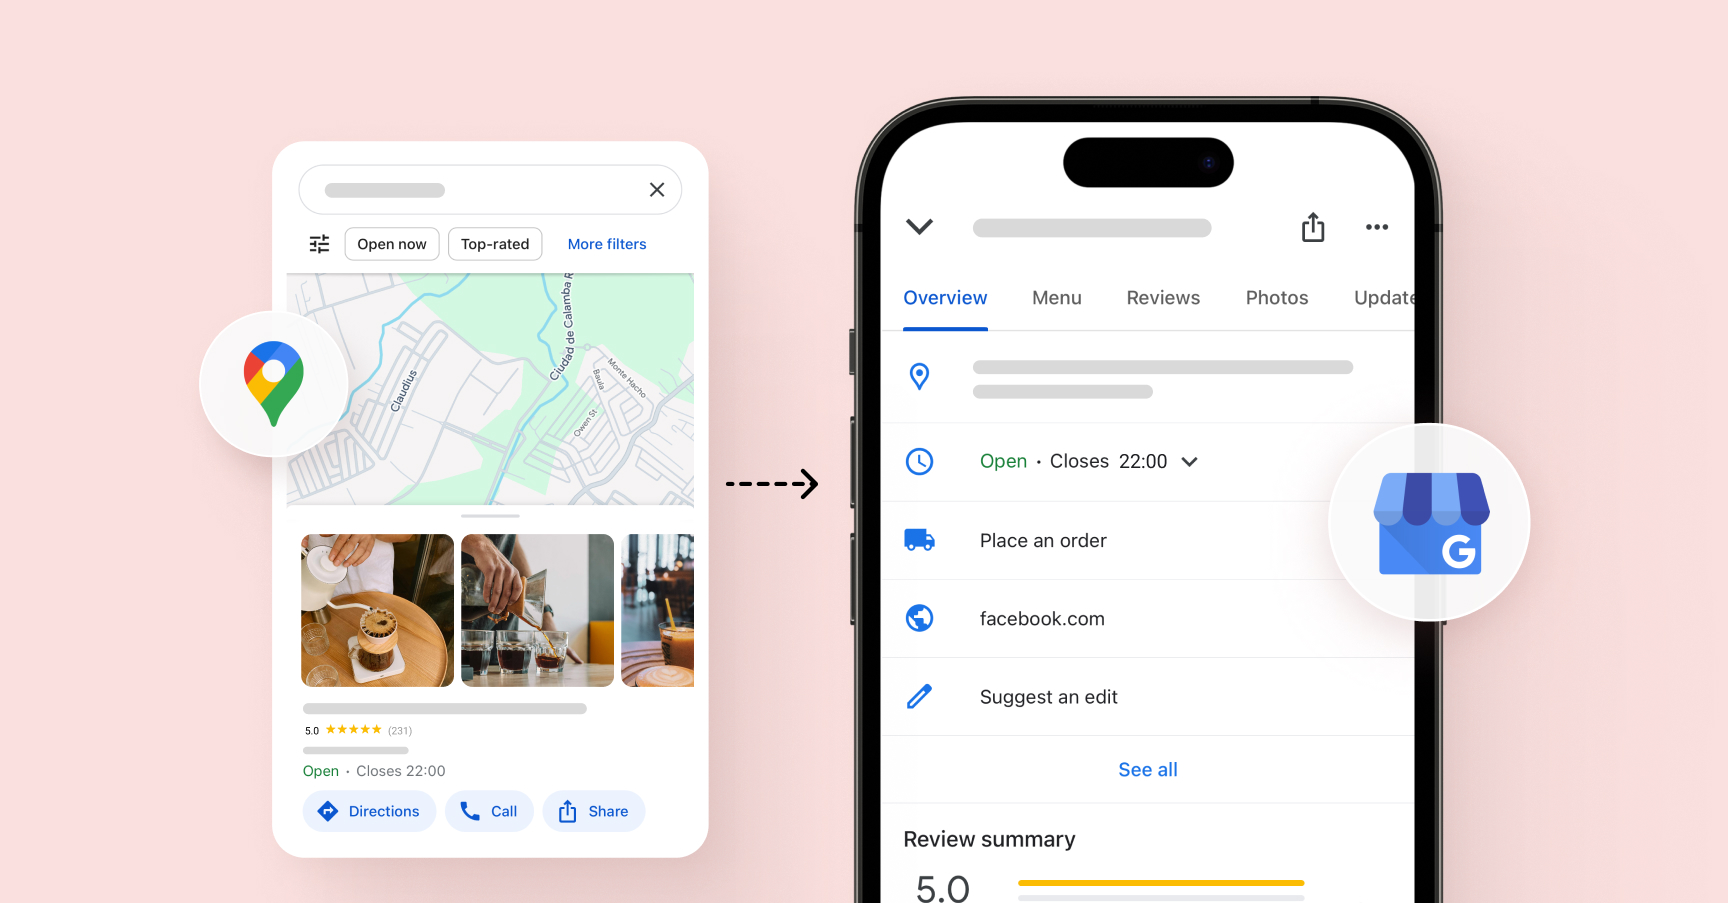 Open now
Top-rated
More filters
Claudius
Ciudad de Calamba R
Monte Hacho
Baula
Owen St
5.0
(231)
Open · Closes 22:00
Directions
Call
Share
Overview
Menu
Reviews
Photos
Update
Open · Closes 22:00
Place an order
facebook.com
Suggest an edit
See all
Review summary
5.0
G